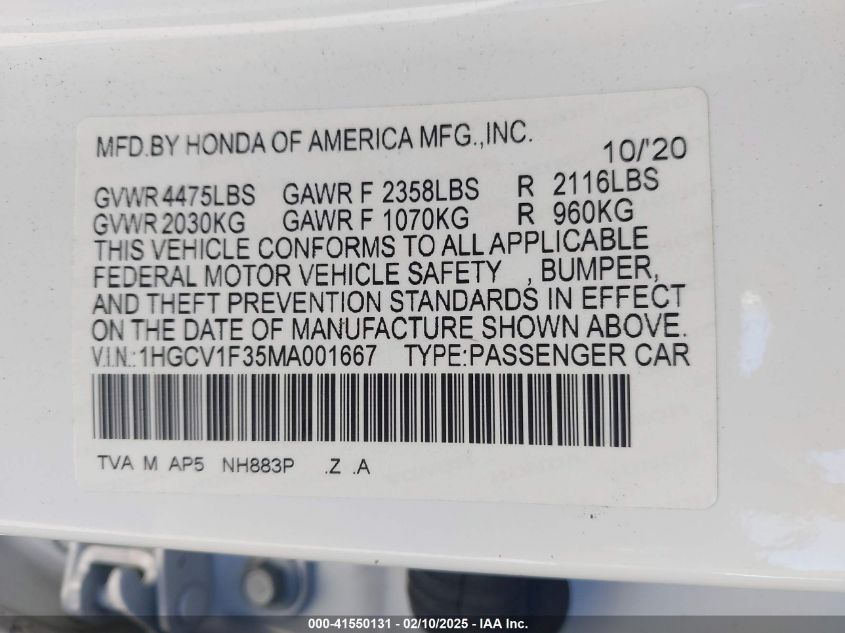 MFD.BY HONDA OF AMERICA MFG.,INC. 10/'20
GVWR 4475LBS GAWR F 2358LBS R 2116LBS
GVWR 2030KG GAWR F 1070KG R 960KG
THIS VEHICLE CONFORMS TO ALL APPLICABLE
FEDERAL MOTOR VEHICLE SAFETY , BUMPER,
AND THEFT PREVENTION STANDARDS IN EFFECT
ON THE DATE OF MANUFACTURE SHOWN ABOVE.
V.I.N.:1HGCV1F35MA001667 TYPE:PASSENGER CAR
TVA M AP5 NH883P .Z .A
000-41550131 - 02/10/2025 - IAA Inc.